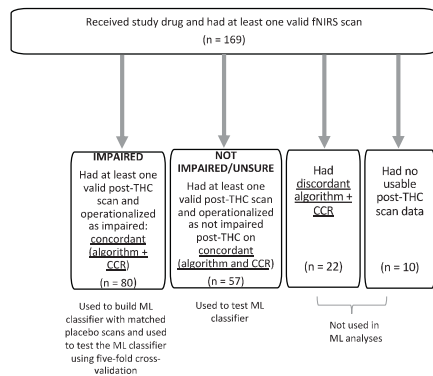 Received study drug and had at least one valid fNIRS scan
(n = 169)
IMPAIRED
Had at least one
valid post-THC
scan and
operationalized
as impaired:
concordant
(algorithm +
CCR)
(n = 80)
NOT
IMPAIRED/UNSURE
Had at least one
valid post-THC scan
and operationalized
as not impaired
post-THC on
concordant
(algorithm and CCR)
(n = 57)
Had
discordant
algorithm +
CCR
(n = 22)
Had no
usable
post-THC
scan data
(n = 10)
Used to build ML
classifier with matched
placebo scans and used
to test the ML classifier
using five-fold cross-
validation
Used to test ML
classifier
Not used in
ML analyses